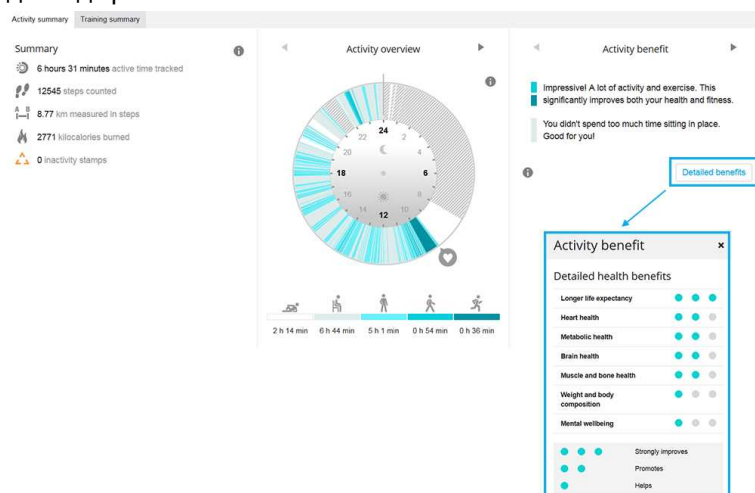 Activity summary
Training summary
Summary
6 hours 31 minutes active time tracked
12545 steps counted
A B
8.77 km measured in steps
2771 kilocalories burned
0 inactivity stamps
Activity overview
24
22
2
20
4
18
6
16
8
14
10
12
2 h 14 min
6 h 44 min
5 h 1 min
0 h 54 min
0 h 36 min
Activity benefit
Impressive! A lot of activity and exercise. This
significantly improves both your health and fitness.
You didn't spend too much time sitting in place.
Good for you!
Detailed benefits
Activity benefit
×
Detailed health benefits
Longer life expectancy
Heart health
Metabolic health
Brain health
Muscle and bone health
Weight and body
composition
Mental wellbeing
Strongly improves
Promotes
Helps